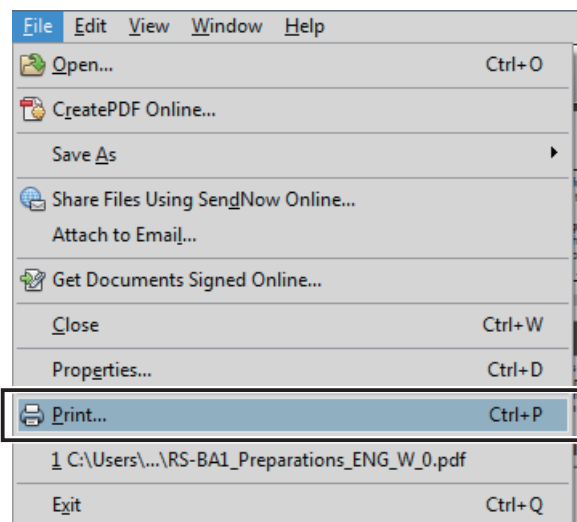 File Edit View Window Help
Open... Ctrl+O
CreatePDF Online...
Save As
Share Files Using SendNow Online...
Attach to Email...
Get Documents Signed Online...
Close Ctrl+W
Properties... Ctrl+D
Print... Ctrl+P
1 C:\Users\...\RS-BA1_Preparations_ENG_W_0.pdf
Exit Ctrl+Q